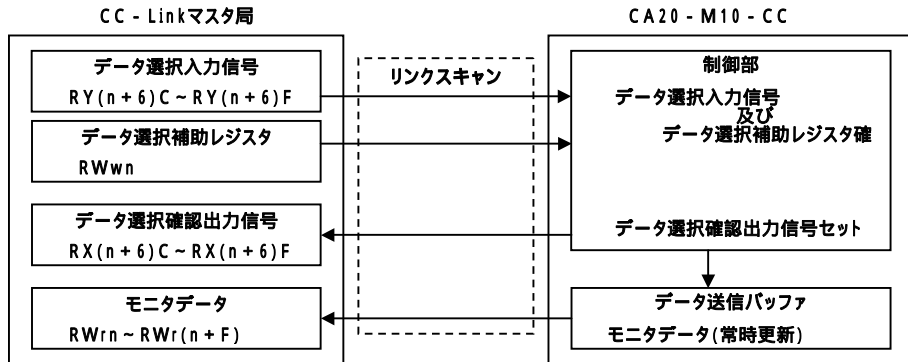 CC-Linkマスタ局
CA20-M10-CC
データ選択入力信号
RY(n+6)C~RY(n+6)F
データ選択補助レジスタ
RWwn
データ選択確認出力信号
RX(n+6)C~RX(n+6)F
モニタデータ
RWrn~RWr(n+F)
リンクスキャン
制御部
データ選択入力信号
及び
データ選択補助レジスタ確
データ選択確認出力信号セット
データ送信バッファ
モニタデータ(常時更新)